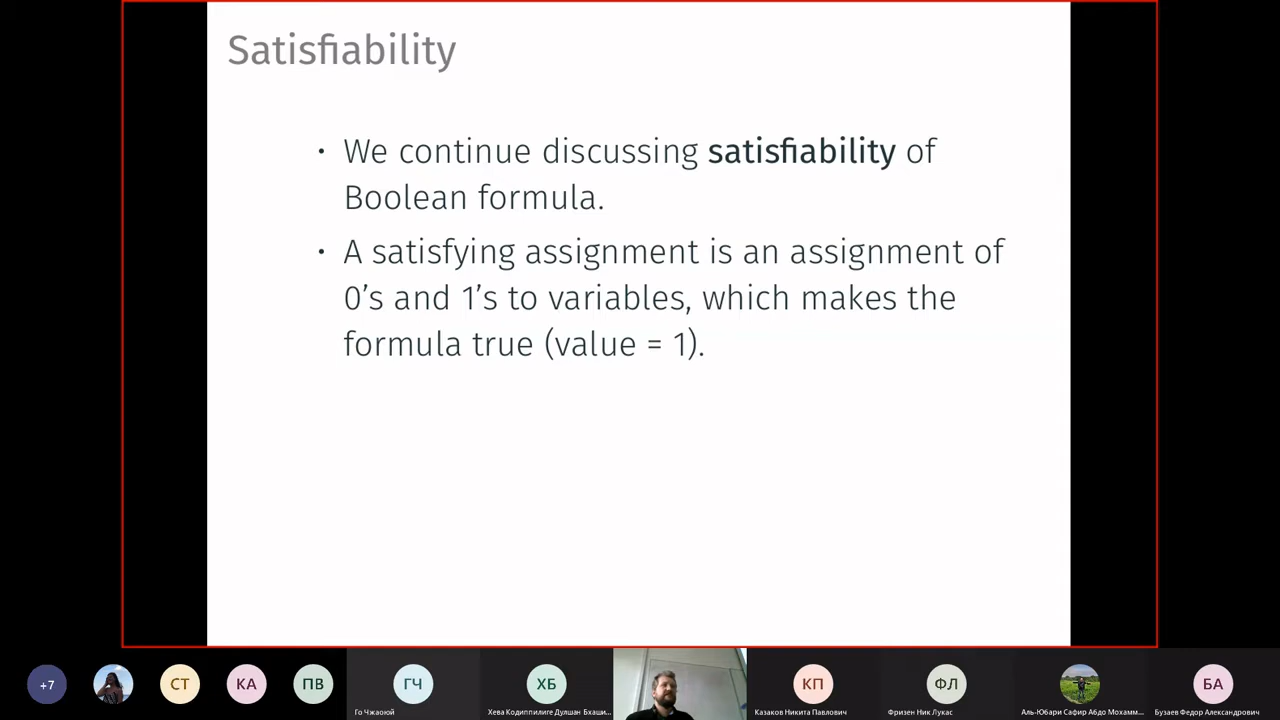 Satisfiability
· We continue discussing satisfiability of
Boolean formula.
· A satisfying assignment is an assignment of
0’s and 1’s to variables, which makes the
formula true (value = 1).
+7
СТ
КА
ПВ
ГЧ
ХБ
КП
ФЛ
БА
Го Чжаоюй
Хева Кодиппилиге Дулшан Бхаши...
Казаков Никита Павлович
Фризен Ник Лукас
Аль-Юбари Сафир Абдо Мохамм...
Бузаев Федор Александрович